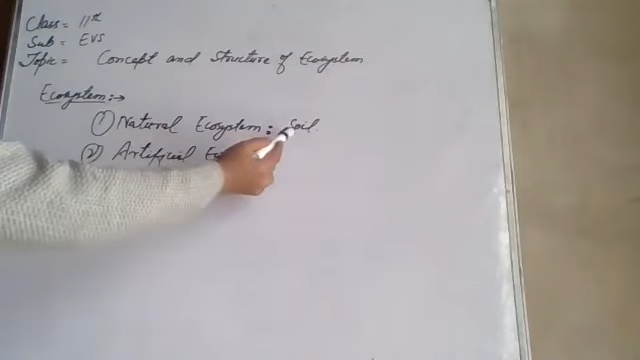 Class = 11th
Sub = EVS
Topic = Concept and Structure of Ecosystem
Ecosystem:→
(1) Natural Ecosystem: Soil.
(2) Artificial